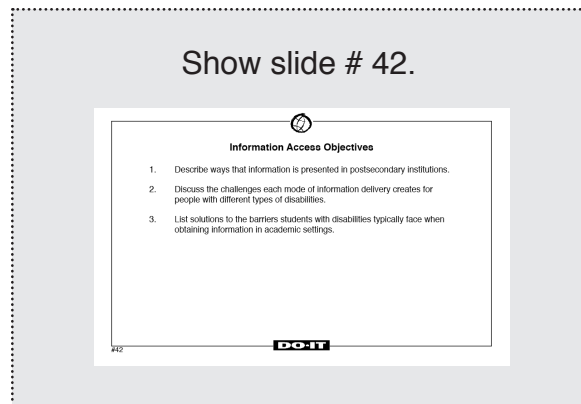 Show slide # 42.
Information Access Objectives
1. Describe ways that information is presented in postsecondary institutions.
2. Discuss the challenges each mode of information delivery creates for
people with different types of disabilities.
3. List solutions to the barriers students with disabilities typically face when
obtaining information in academic settings.
DO-IT
#42